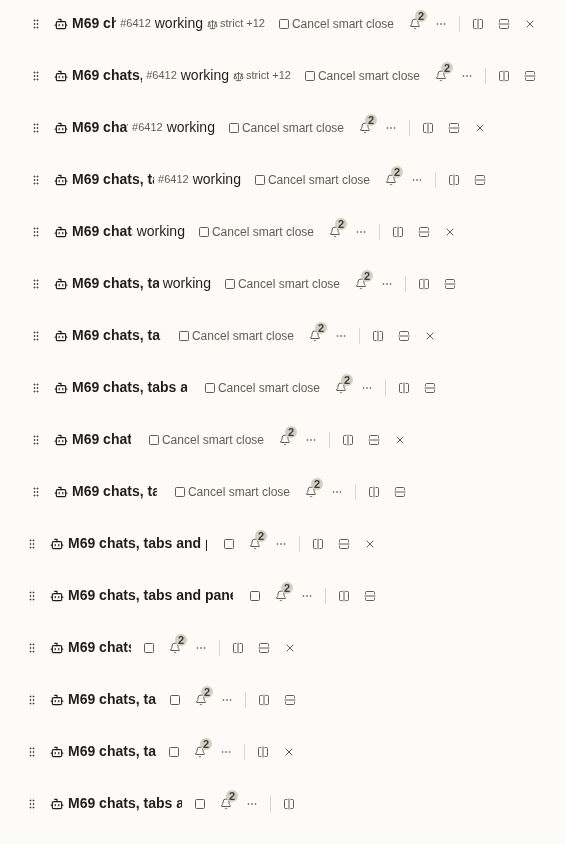 M69 ch #6412 working strict +12 Cancel smart close 2
M69 chats, #6412 working strict +12 Cancel smart close 2
M69 cha #6412 working Cancel smart close 2
M69 chats, ta #6412 working Cancel smart close 2
M69 chat working Cancel smart close 2
M69 chats, ta working Cancel smart close 2
M69 chats, ta Cancel smart close 2
M69 chats, tabs a Cancel smart close 2
M69 chat Cancel smart close 2
M69 chats, ta Cancel smart close 2
M69 chats, tabs and p 2
M69 chats, tabs and pane 2
M69 chats 2
M69 chats, ta 2
M69 chats, ta 2
M69 chats, tabs a 2